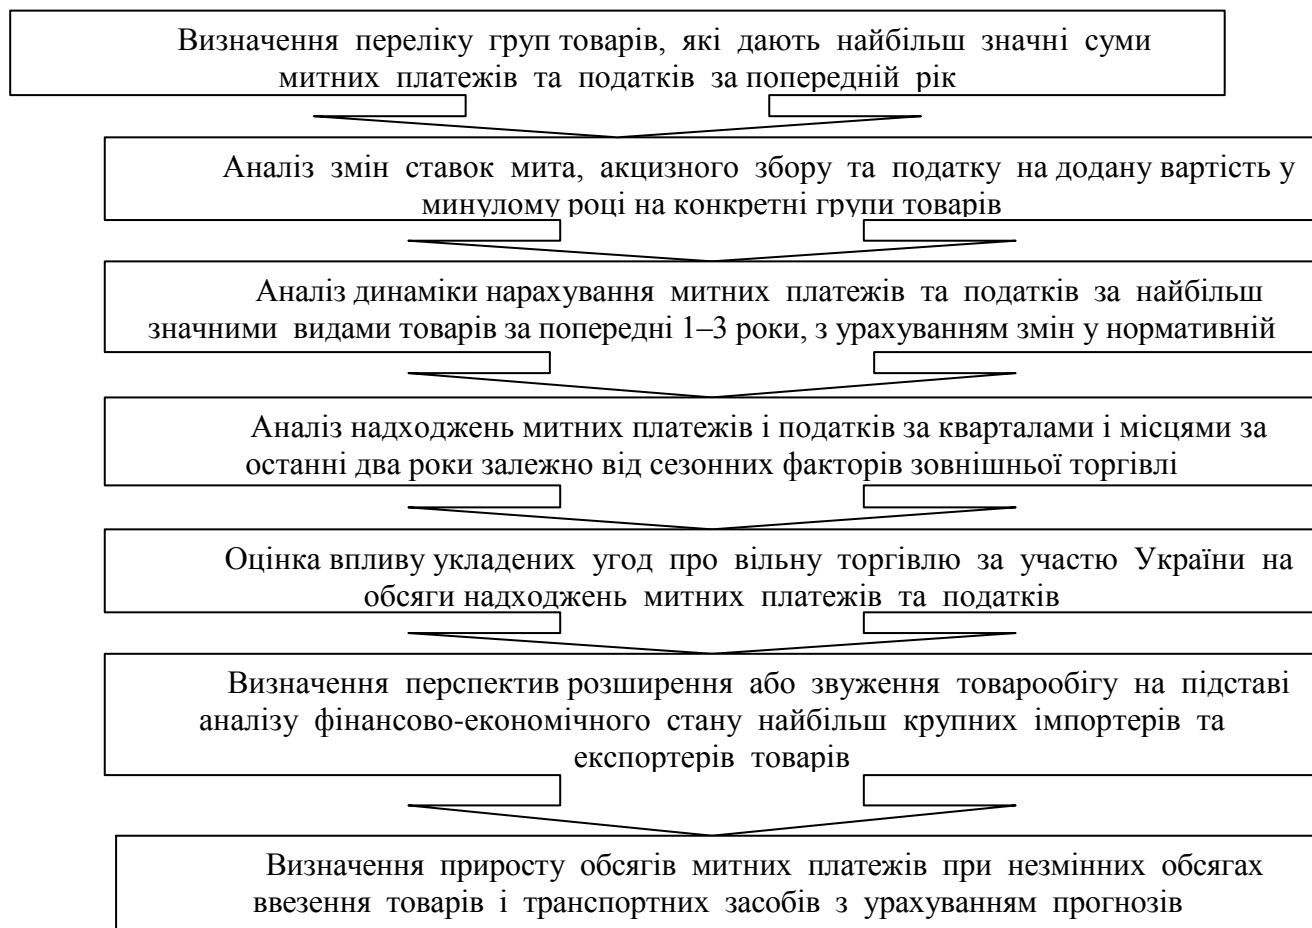 Визначення переліку груп товарів, які дають найбільш значні суми
митних платежів та податків за попередній рік
Аналіз змін ставок мита, акцизного збору та податку на додану вартість у
минулому році на конкретні групи товарів
Аналіз динаміки нарахування митних платежів та податків за найбільш
значними видами товарів за попередні 1–3 роки, з урахуванням змін у нормативній
Аналіз надходжень митних платежів і податків за кварталами і місцями за
останні два роки залежно від сезонних факторів зовнішньої торгівлі
Оцінка впливу укладених угод про вільну торгівлю за участю України на
обсяги надходжень митних платежів та податків
Визначення перспектив розширення або звуження товарообігу на підставі
аналізу фінансово-економічного стану найбільш крупних імпортерів та
експортерів товарів
Визначення приросту обсягів митних платежів при незмінних обсягах
ввезення товарів і транспортних засобів з урахуванням прогнозів